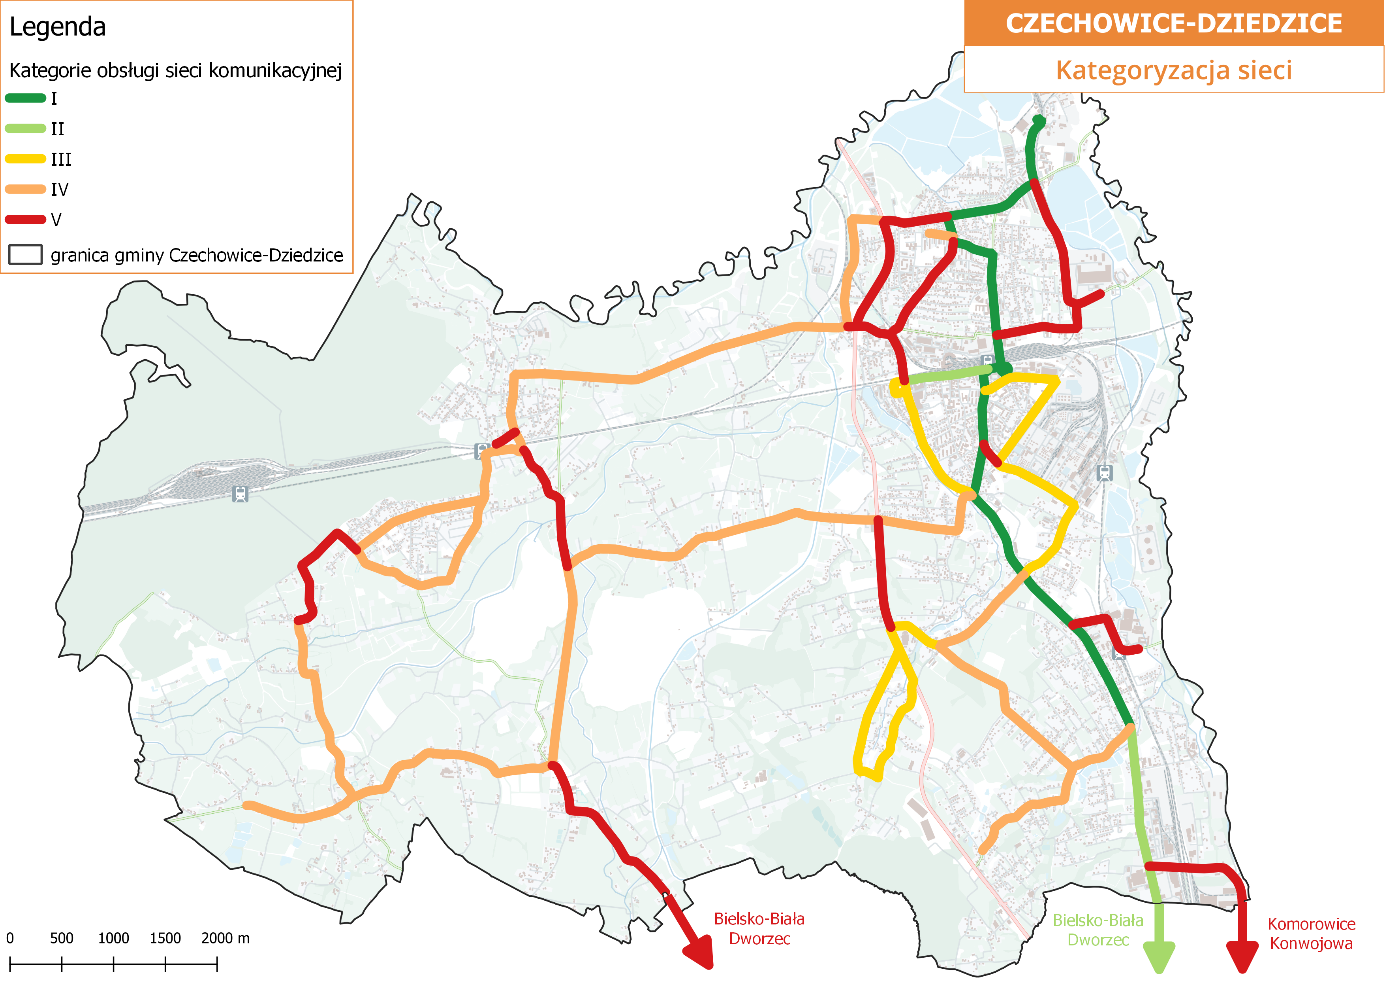 Legenda
Kategorie obsługi sieci komunikacyjnej
I
II
III
IV
V
granica gminy Czechowice-Dziedzice
CZECHOWICE-DZIEDZICE
Kategoryzacja sieci
Bielsko-Biała
Dworzec
Bielsko-Biała
Dworzec
Komorowice
Konwojowa
0 500 1000 1500 2000 m